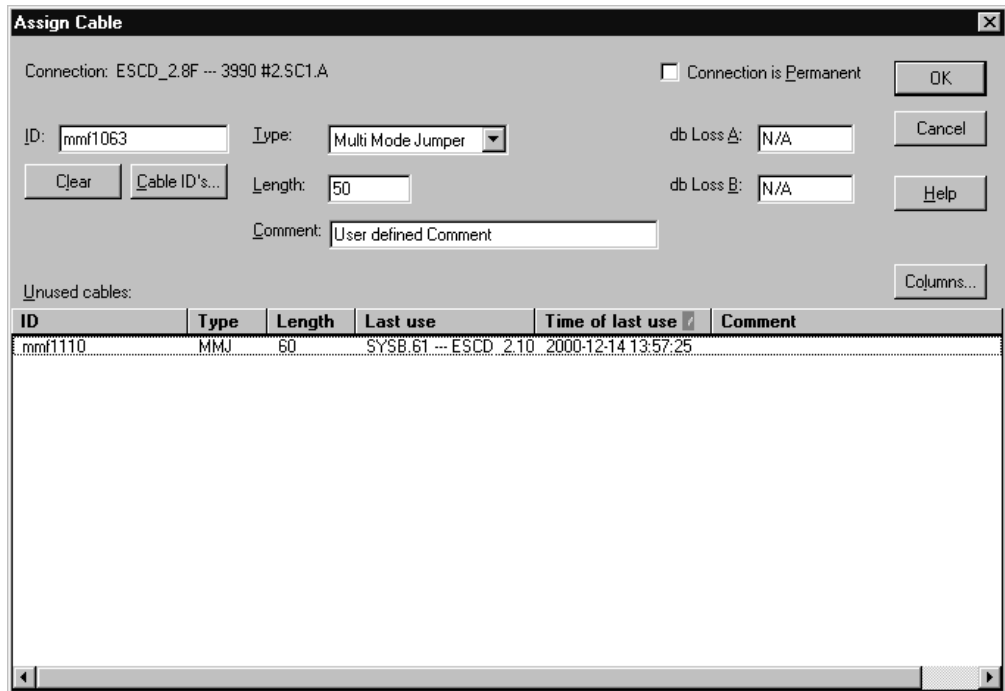 Assign Cable
Connection: ESCD_2.8F --- 3990 #2.SC1.A
Connection is Permanent
OK
ID: mmf1063
Type: Multi Mode Jumper
db Loss A: N/A
Cancel
Clear
Cable ID's...
Length: 50
db Loss B: N/A
Help
Comment: User defined Comment
Columns...
Unused cables:
ID Type Length Last use Time of last use Comment
mmf1110 MMJ 60 SYSB.61 --- ESCD_2.10 2000-12-14 13:57:25